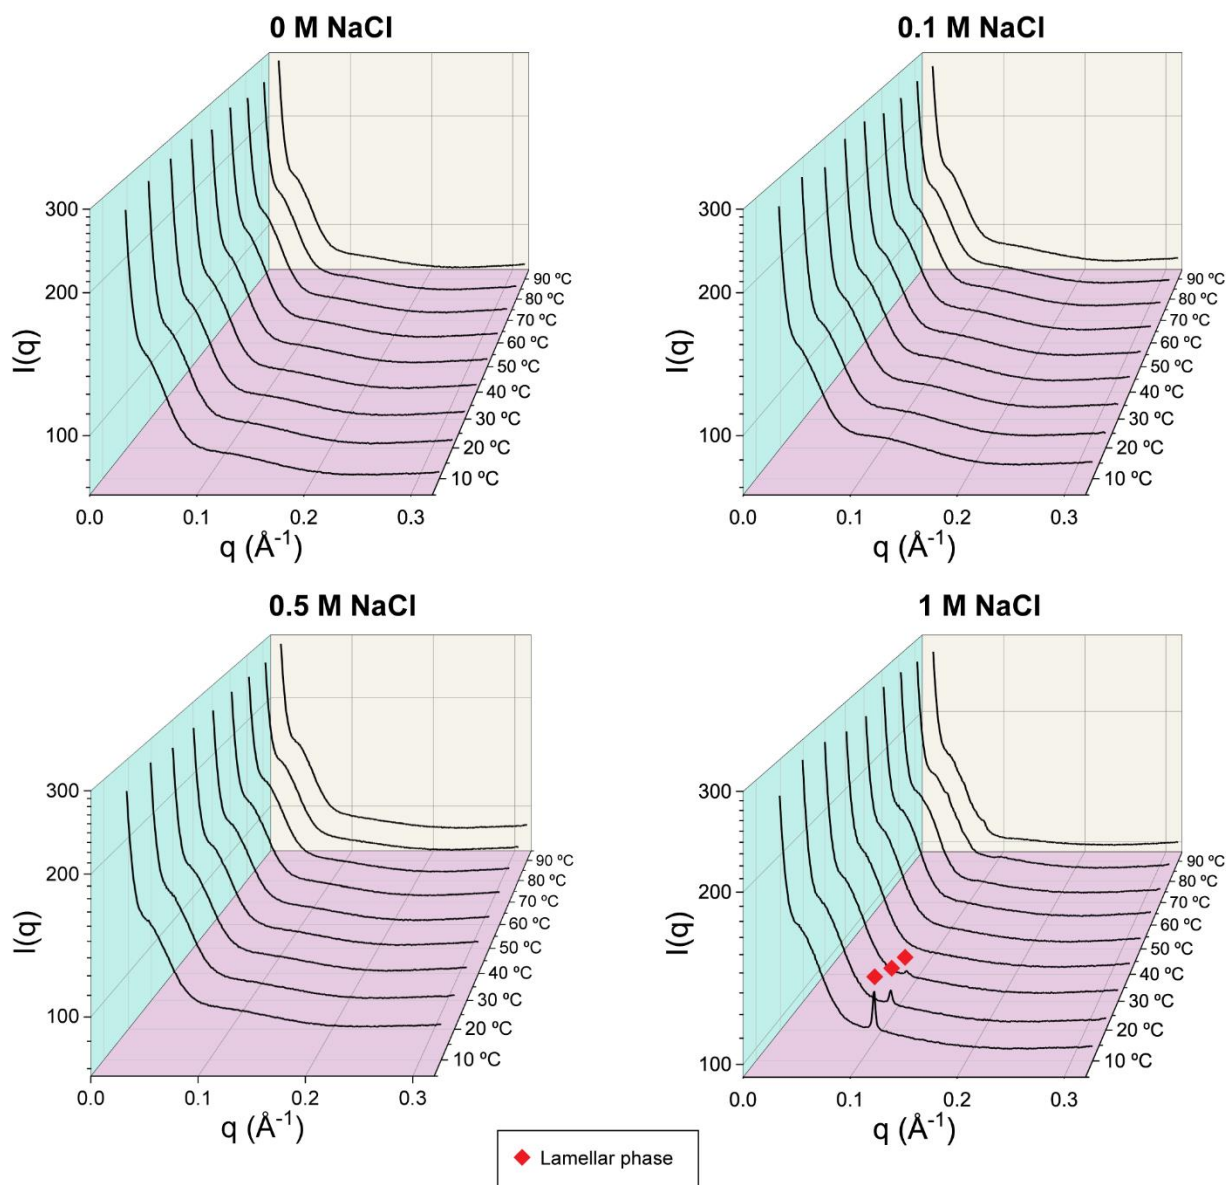 0 M NaCl
300
200
100
I(q)
0.0
0.1
0.2
0.3
q (Å⁻¹)
90 ºC
80 ºC
70 ºC
60 ºC
50 ºC
40 ºC
30 ºC
20 ºC
10 ºC
0.1 M NaCl
300
200
100
I(q)
0.0
0.1
0.2
0.3
q (Å⁻¹)
90 ºC
80 ºC
70 ºC
60 ºC
50 ºC
40 ºC
30 ºC
20 ºC
10 ºC
0.5 M NaCl
300
200
100
I(q)
0.0
0.1
0.2
0.3
q (Å⁻¹)
90 ºC
80 ºC
70 ºC
60 ºC
50 ºC
40 ºC
30 ºC
20 ºC
10 ºC
1 M NaCl
300
200
100
I(q)
0.0
0.1
0.2
0.3
q (Å⁻¹)
90 ºC
80 ºC
70 ºC
60 ºC
50 ºC
40 ºC
30 ºC
20 ºC
10 ºC
Lamellar phase